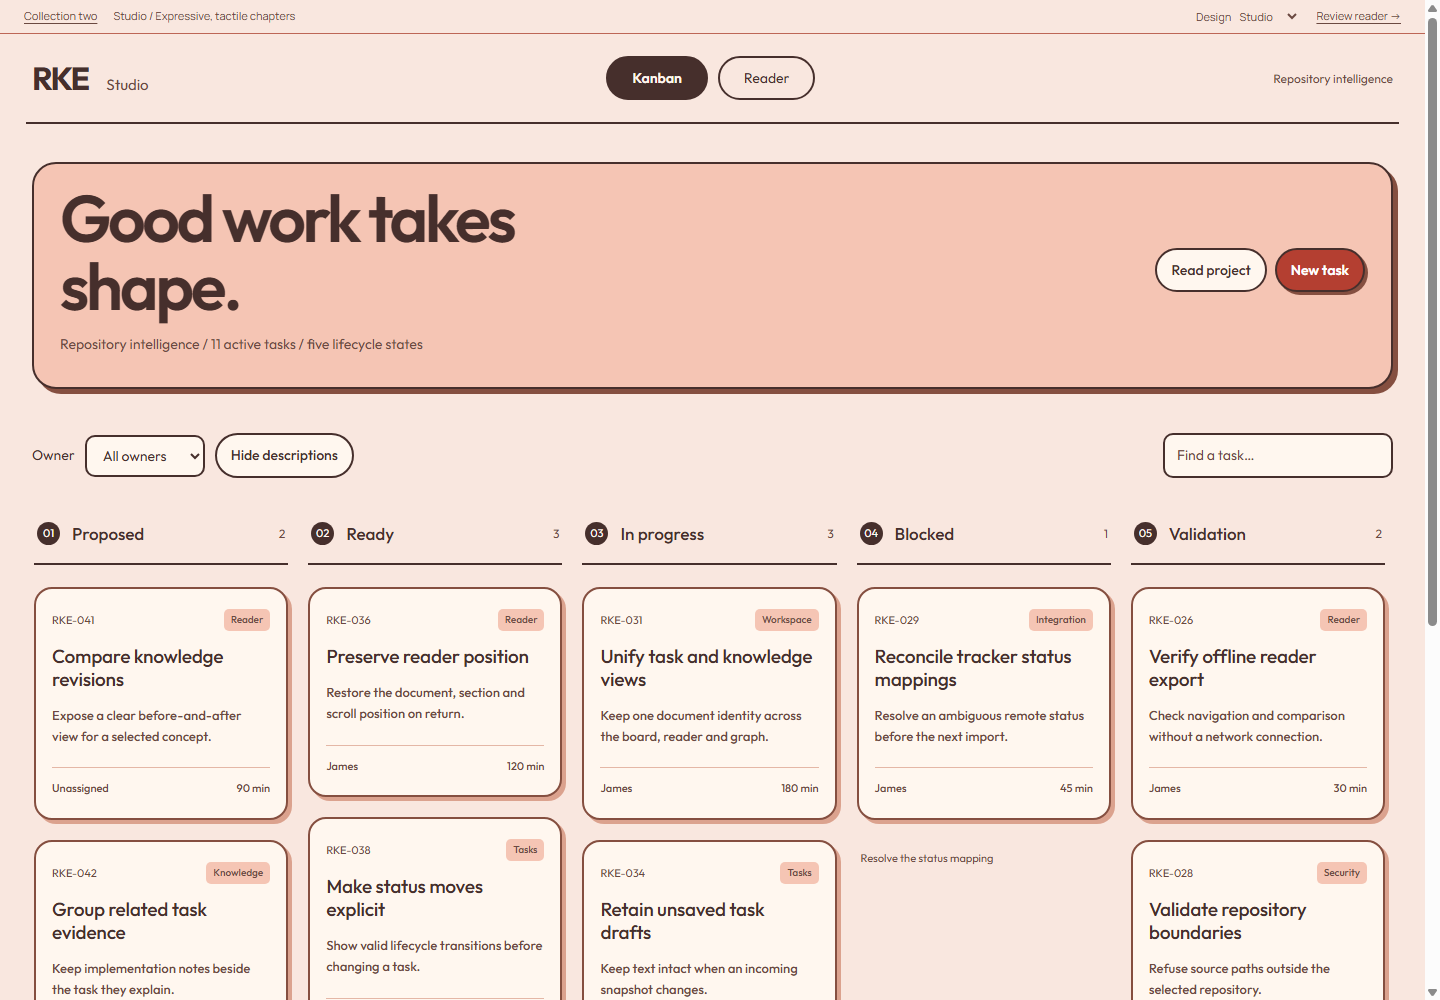 Collection two
Studio / Expressive, tactile chapters
Design Studio
Review reader →
RKE Studio
Kanban
Reader
Repository intelligence
Good work takes
shape.
Repository intelligence / 11 active tasks / five lifecycle states
Read project
New task
Owner
All owners
Hide descriptions
Find a task...
01 Proposed 2
02 Ready 3
03 In progress 3
04 Blocked 1
05 Validation 2
RKE-041 Reader
Compare knowledge
revisions
Expose a clear before-and-after
view for a selected concept.
Unassigned 90 min
RKE-042 Knowledge
Group related task
evidence
Keep implementation notes beside
the task they explain.
RKE-036 Reader
Preserve reader position
Restore the document, section and
scroll position on return.
James 120 min
RKE-038 Tasks
Make status moves
explicit
Show valid lifecycle transitions before
changing a task.
RKE-031 Workspace
Unify task and knowledge
views
Keep one document identity across
the board, reader and graph.
James 180 min
RKE-034 Tasks
Retain unsaved task
drafts
Keep text intact when an incoming
snapshot changes.
RKE-029 Integration
Reconcile tracker status
mappings
Resolve an ambiguous remote status
before the next import.
James 45 min
Resolve the status mapping
RKE-026 Reader
Verify offline reader
export
Check navigation and comparison
without a network connection.
James 30 min
RKE-028 Security
Validate repository
boundaries
Refuse source paths outside the
selected repository.